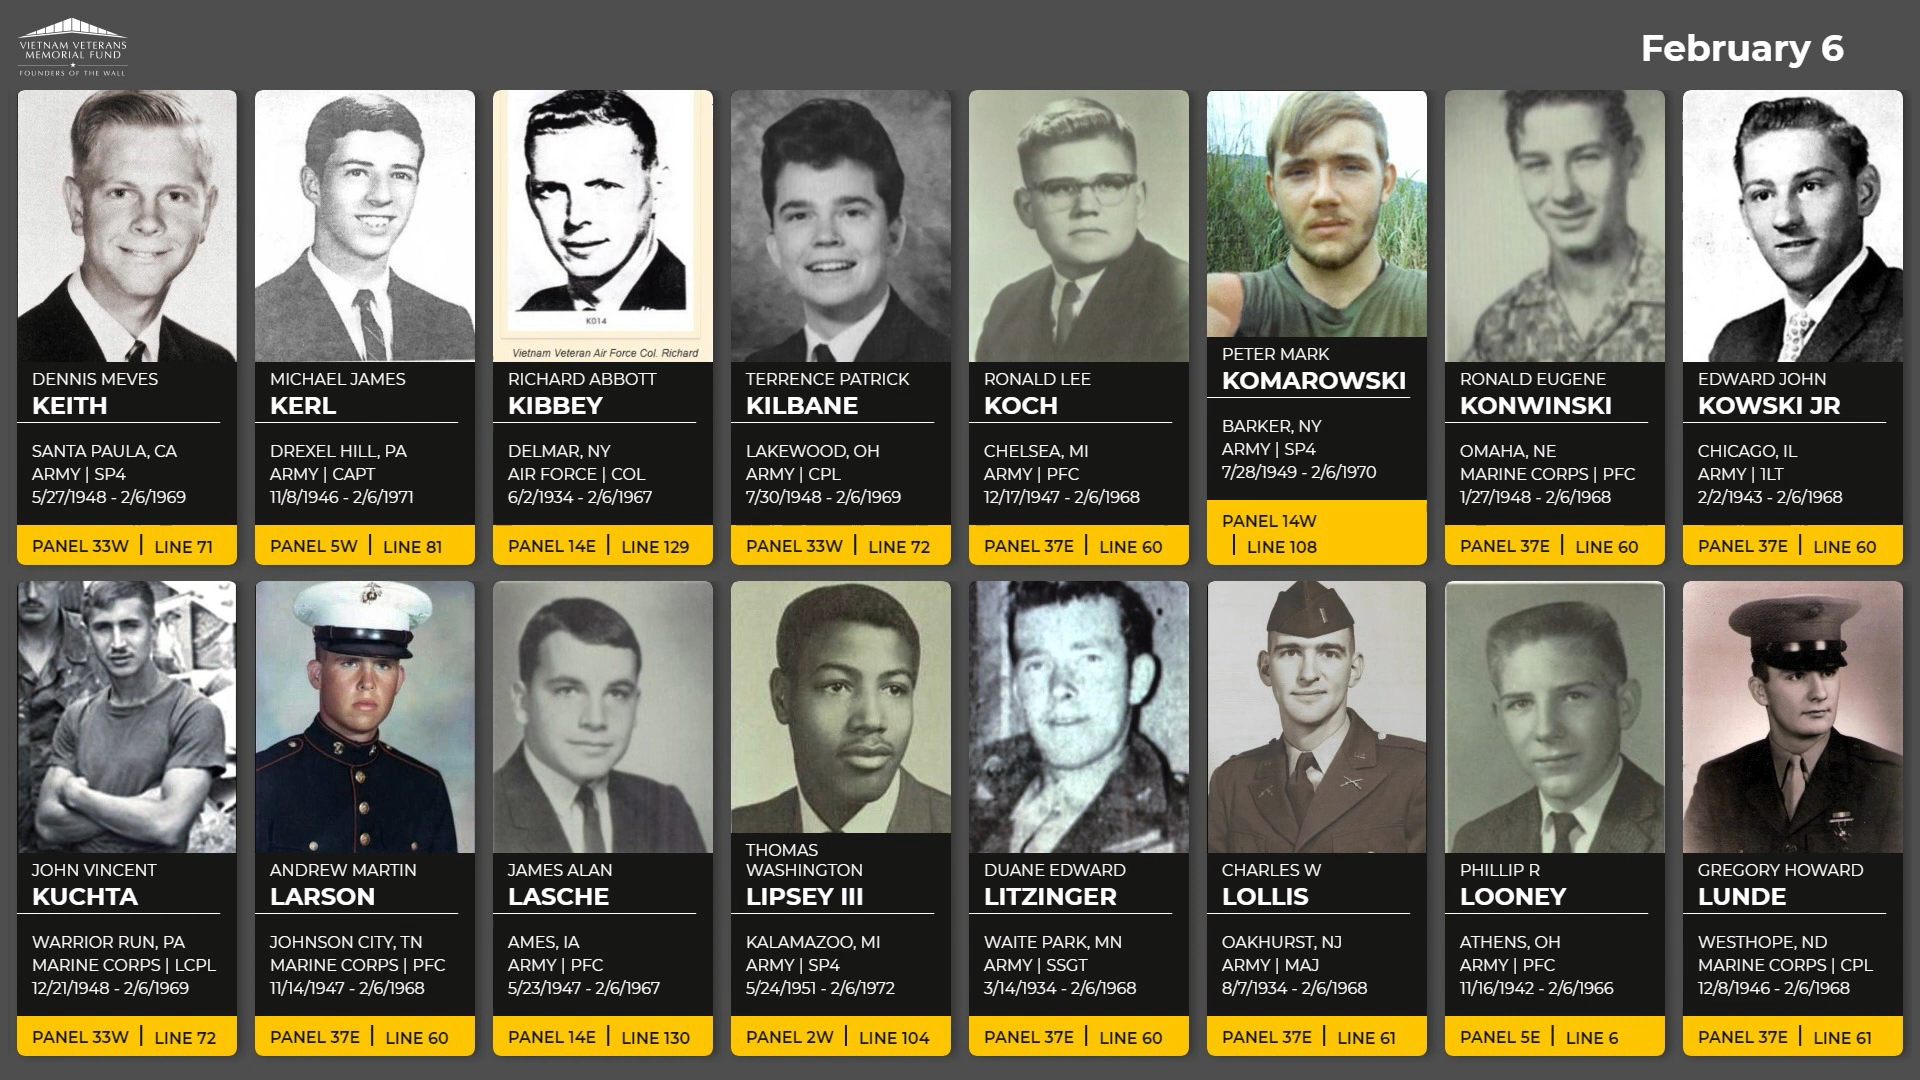 VIETNAM VETERANS
MEMORIAL FUND
FOUNDERS OF THE WALL
February 6
DENNIS MEVES
KEITH
SANTA PAULA, CA
ARMY | SP4
5/27/1948 - 2/6/1969
PANEL 33W | LINE 71
MICHAEL JAMES
KERL
DREXEL HILL, PA
ARMY | CAPT
11/8/1946 - 2/6/1971
PANEL 5W | LINE 81
K014
Vietnam Veteran Air Force Col. Richard
RICHARD ABBOTT
KIBBEY
DELMAR, NY
AIR FORCE | COL
6/2/1934 - 2/6/1967
PANEL 14E | LINE 129
TERRENCE PATRICK
KILBANE
LAKEWOOD, OH
ARMY | CPL
7/30/1948 - 2/6/1969
PANEL 33W | LINE 72
RONALD LEE
KOCH
CHELSEA, MI
ARMY | PFC
12/17/1947 - 2/6/1968
PANEL 37E | LINE 60
PETER MARK
KOMAROWSKI
BARKER, NY
ARMY | SP4
7/28/1949 - 2/6/1970
PANEL 14W
| LINE 108
RONALD EUGENE
KONWINSKI
OMAHA, NE
MARINE CORPS | PFC
1/27/1948 - 2/6/1968
PANEL 37E | LINE 60
EDWARD JOHN
KOWSKI JR
CHICAGO, IL
ARMY | 1LT
2/2/1943 - 2/6/1968
PANEL 37E | LINE 60
JOHN VINCENT
KUCHTA
WARRIOR RUN, PA
MARINE CORPS | LCPL
12/21/1948 - 2/6/1969
PANEL 33W | LINE 72
ANDREW MARTIN
LARSON
JOHNSON CITY, TN
MARINE CORPS | PFC
11/14/1947 - 2/6/1968
PANEL 37E | LINE 60
JAMES ALAN
LASCHE
AMES, IA
ARMY | PFC
5/23/1947 - 2/6/1967
PANEL 14E | LINE 130
THOMAS
WASHINGTON
LIPSEY III
KALAMAZOO, MI
ARMY | SP4
5/24/1951 - 2/6/1972
PANEL 2W | LINE 104
DUANE EDWARD
LITZINGER
WAITE PARK, MN
ARMY | SSGT
3/14/1934 - 2/6/1968
PANEL 37E | LINE 60
CHARLES W
LOLLIS
OAKHURST, NJ
ARMY | MAJ
8/7/1934 - 2/6/1968
PANEL 37E | LINE 61
PHILLIP R
LOONEY
ATHENS, OH
ARMY | PFC
11/16/1942 - 2/6/1966
PANEL 5E | LINE 6
GREGORY HOWARD
LUNDE
WESTHOPE, ND
MARINE CORPS | CPL
12/8/1946 - 2/6/1968
PANEL 37E | LINE 61